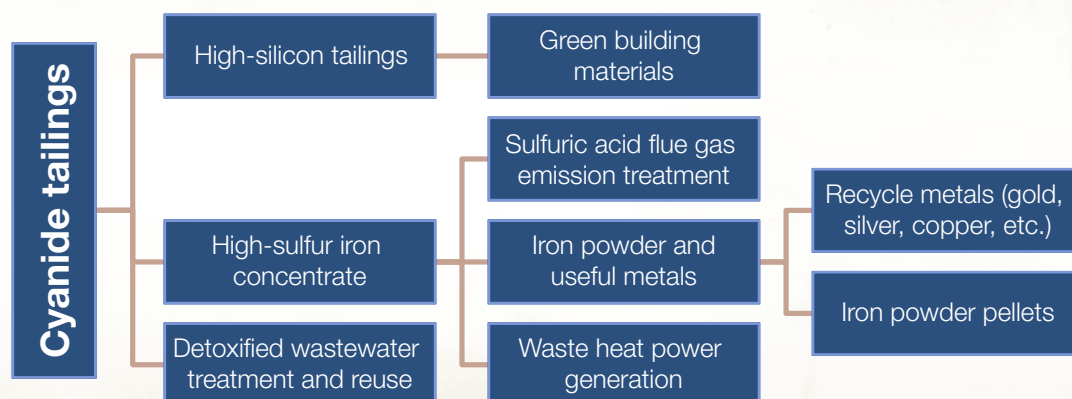 Cyanide tailings
High-silicon tailings
Green building
materials
Sulfuric acid flue gas
emission treatment
High-sulfur iron
concentrate
Iron powder and
useful metals
Recycle metals (gold,
silver, copper, etc.)
Iron powder pellets
Detoxified wastewater
treatment and reuse
Waste heat power
generation